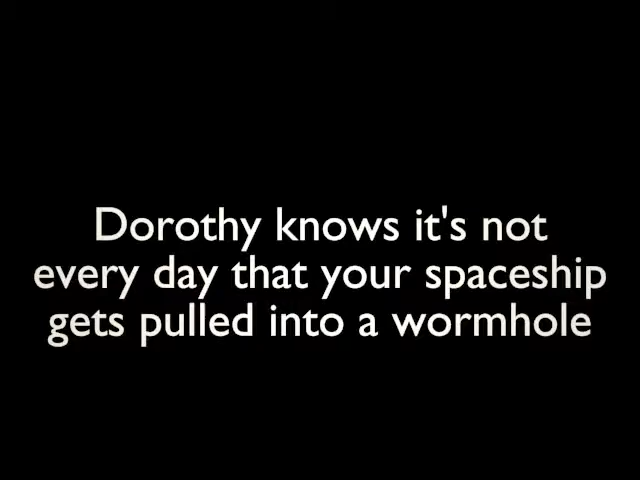 Dorothy knows it's not
every day that your spaceship
gets pulled into a wormhole